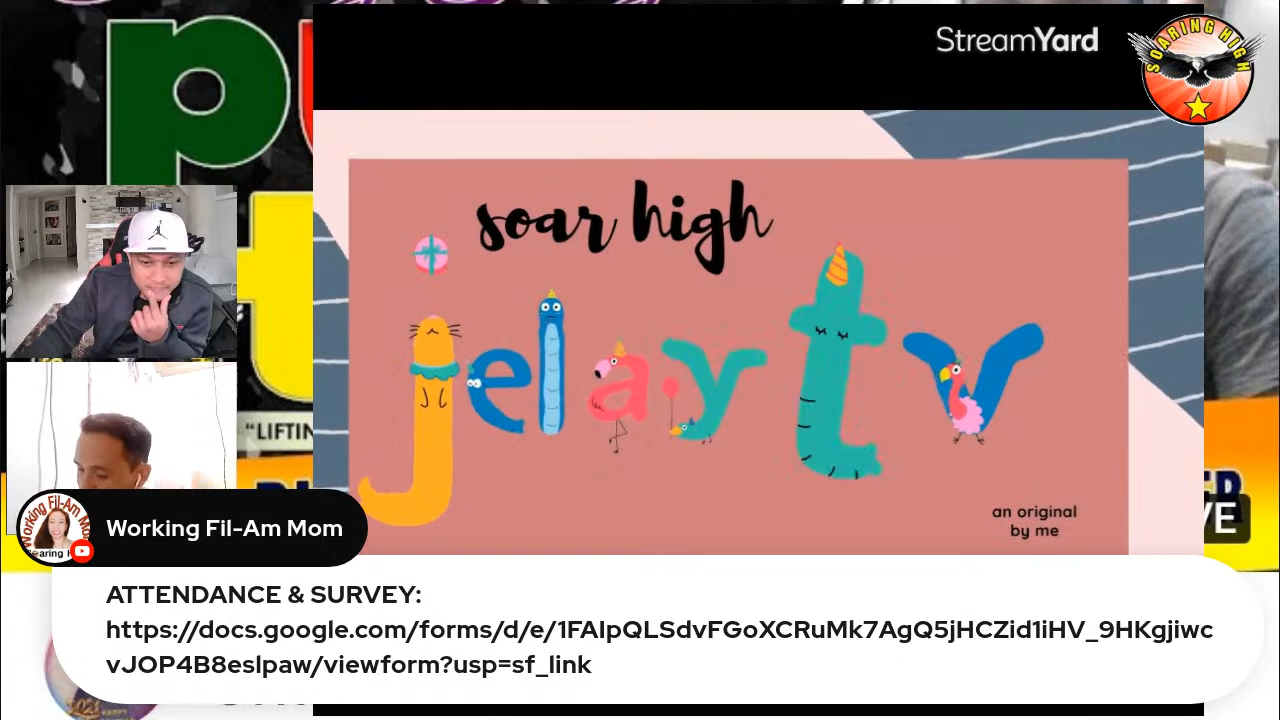 StreamYard
SOARING HIGH
soar high
jelay tv
an original
by me
"LIFTIN
Working Fil-Am Mom
ATTENDANCE & SURVEY:
https://docs.google.com/forms/d/e/1FAIpQLSdvFGoXCRuMk7AgQ5jHCZid1iHV_9HKgjiwc
vJOP4B8eslpaw/viewform?usp=sf_link
2021